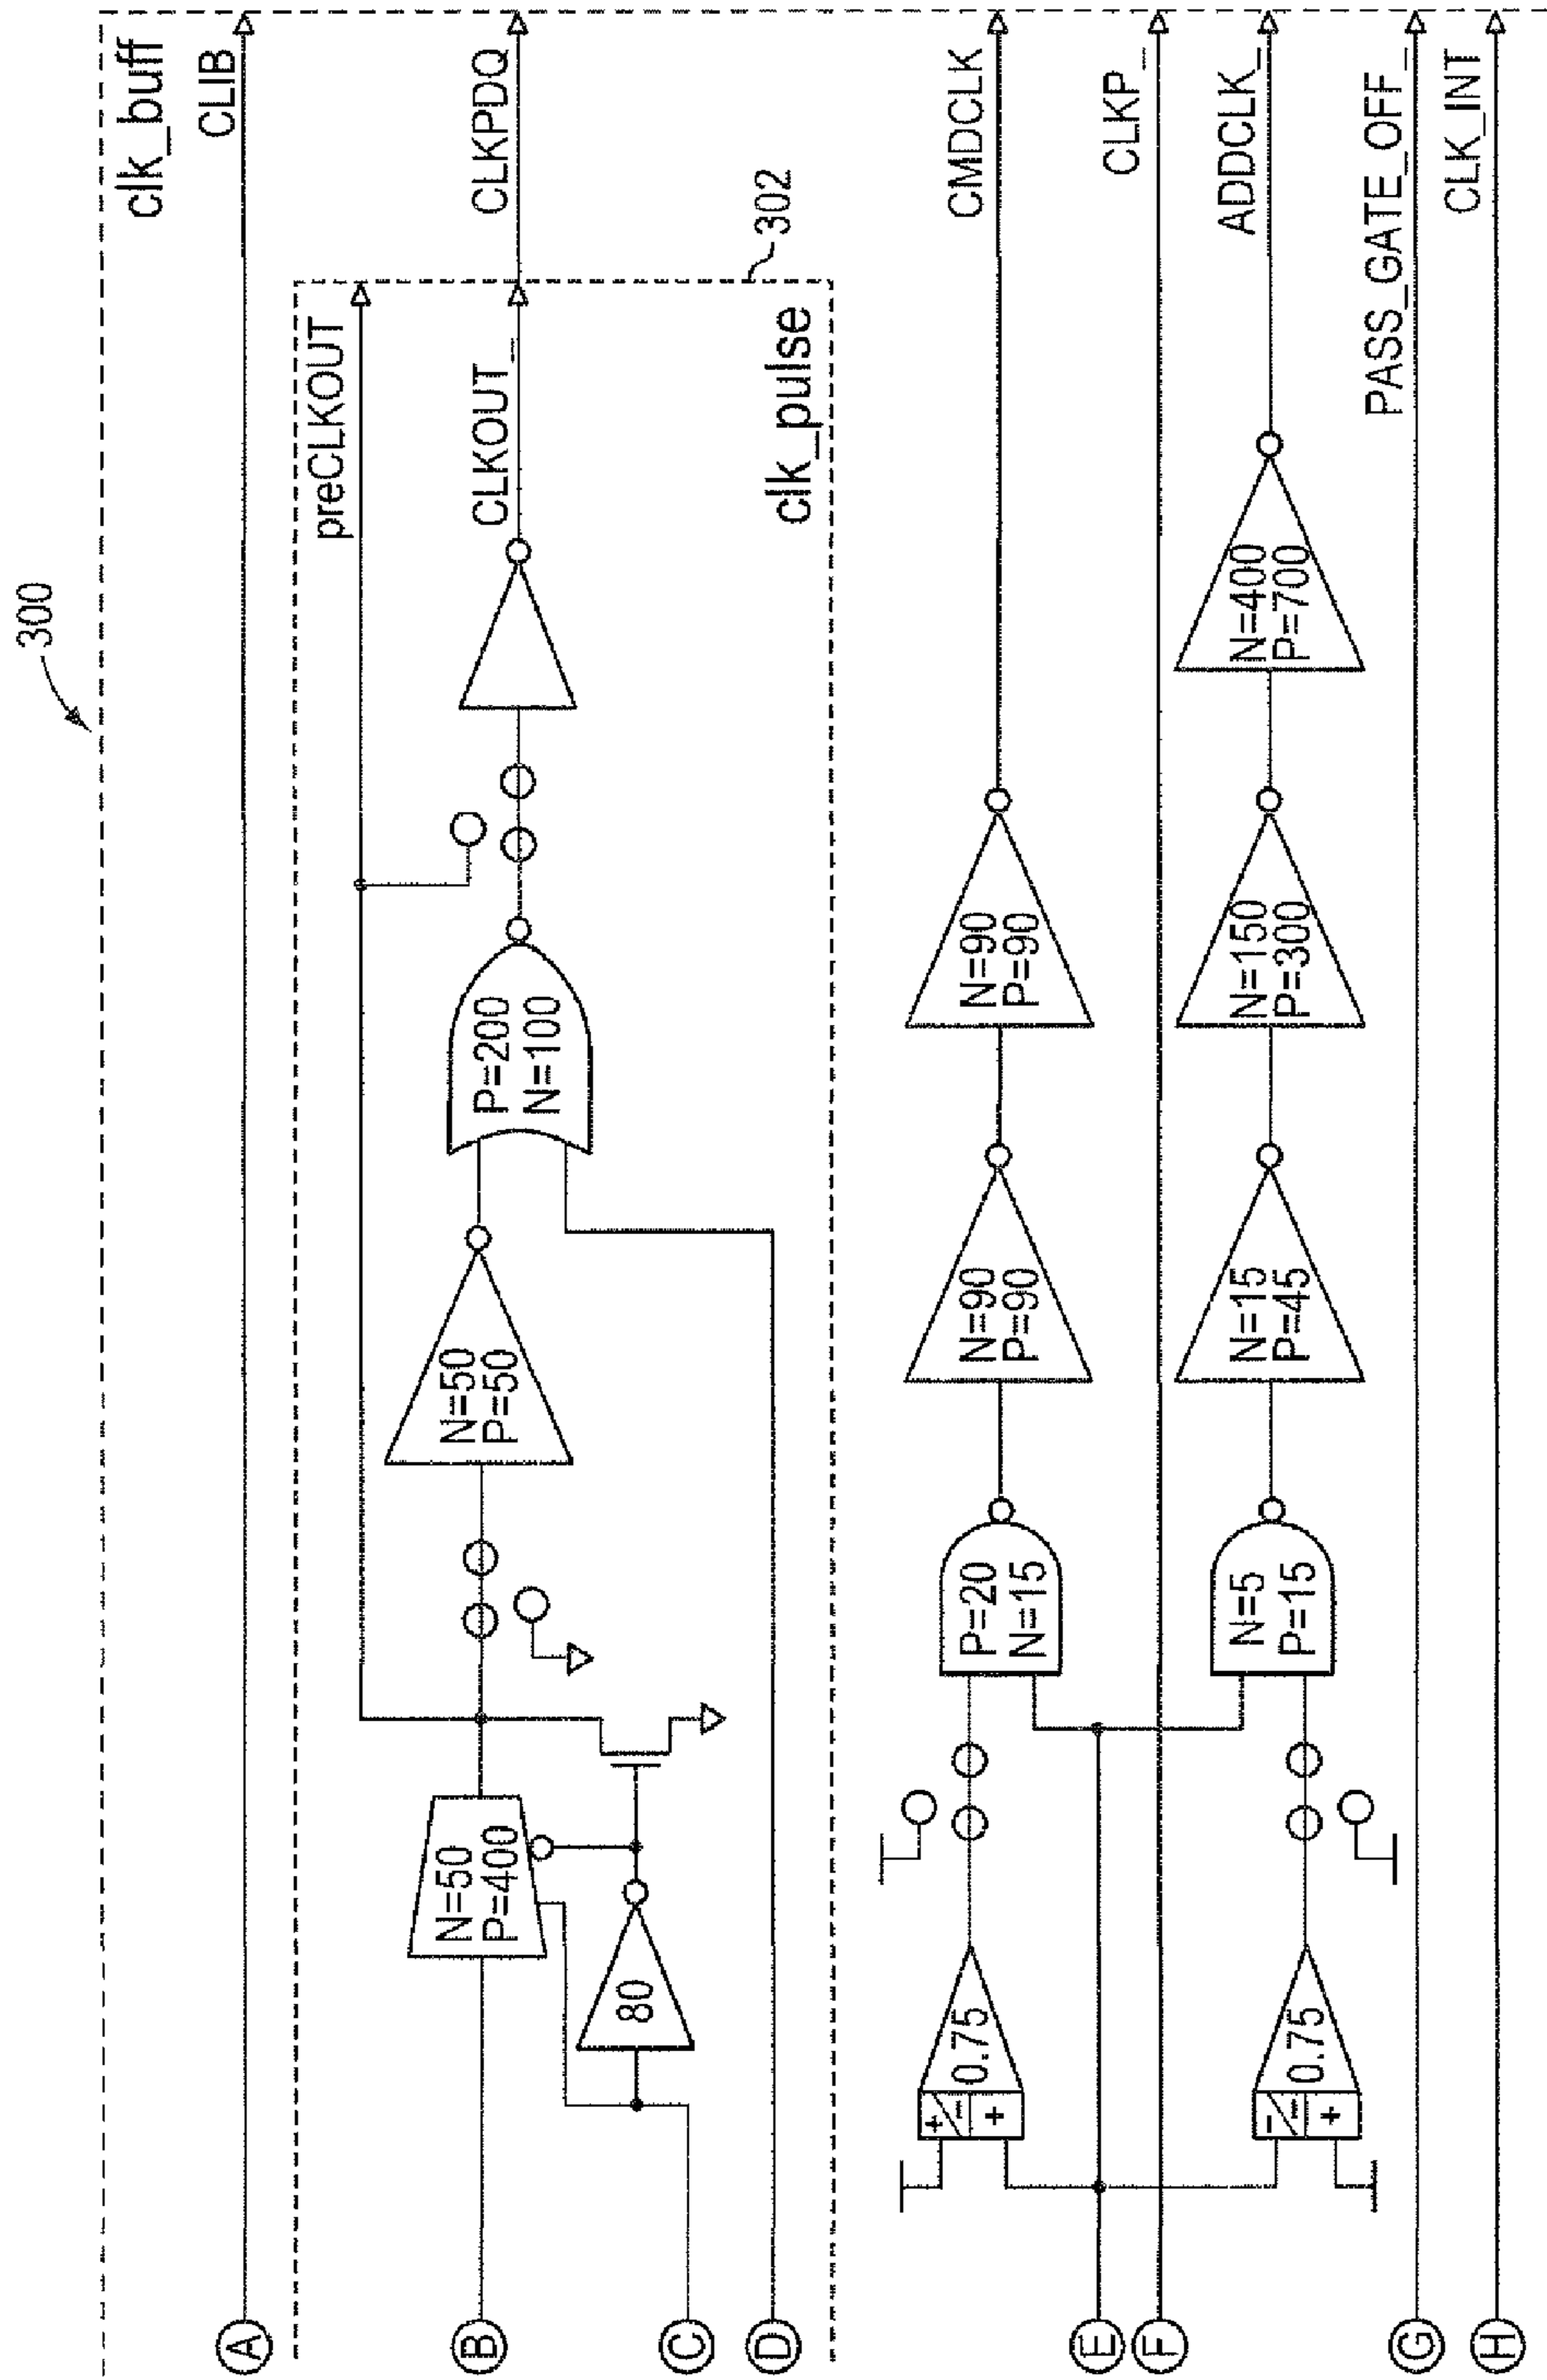 300
clk_buff
CLIB
preCLKOUT
CLKOUT_
CLKPDQ
302
clk_pulse
A
B
N=50
P=400
80
N=50
P=50
P=200
N=100
C
D
CMDCLK
+/-
+
0.75
P=20
N=15
N=90
P=90
N=90
P=90
E
F
CLKP_
ADDCLK_
-/-
+
0.75
N=5
P=15
N=15
P=45
N=150
P=300
N=400
P=700
G
PASS_GATE_OFF_
H
CLK_INT